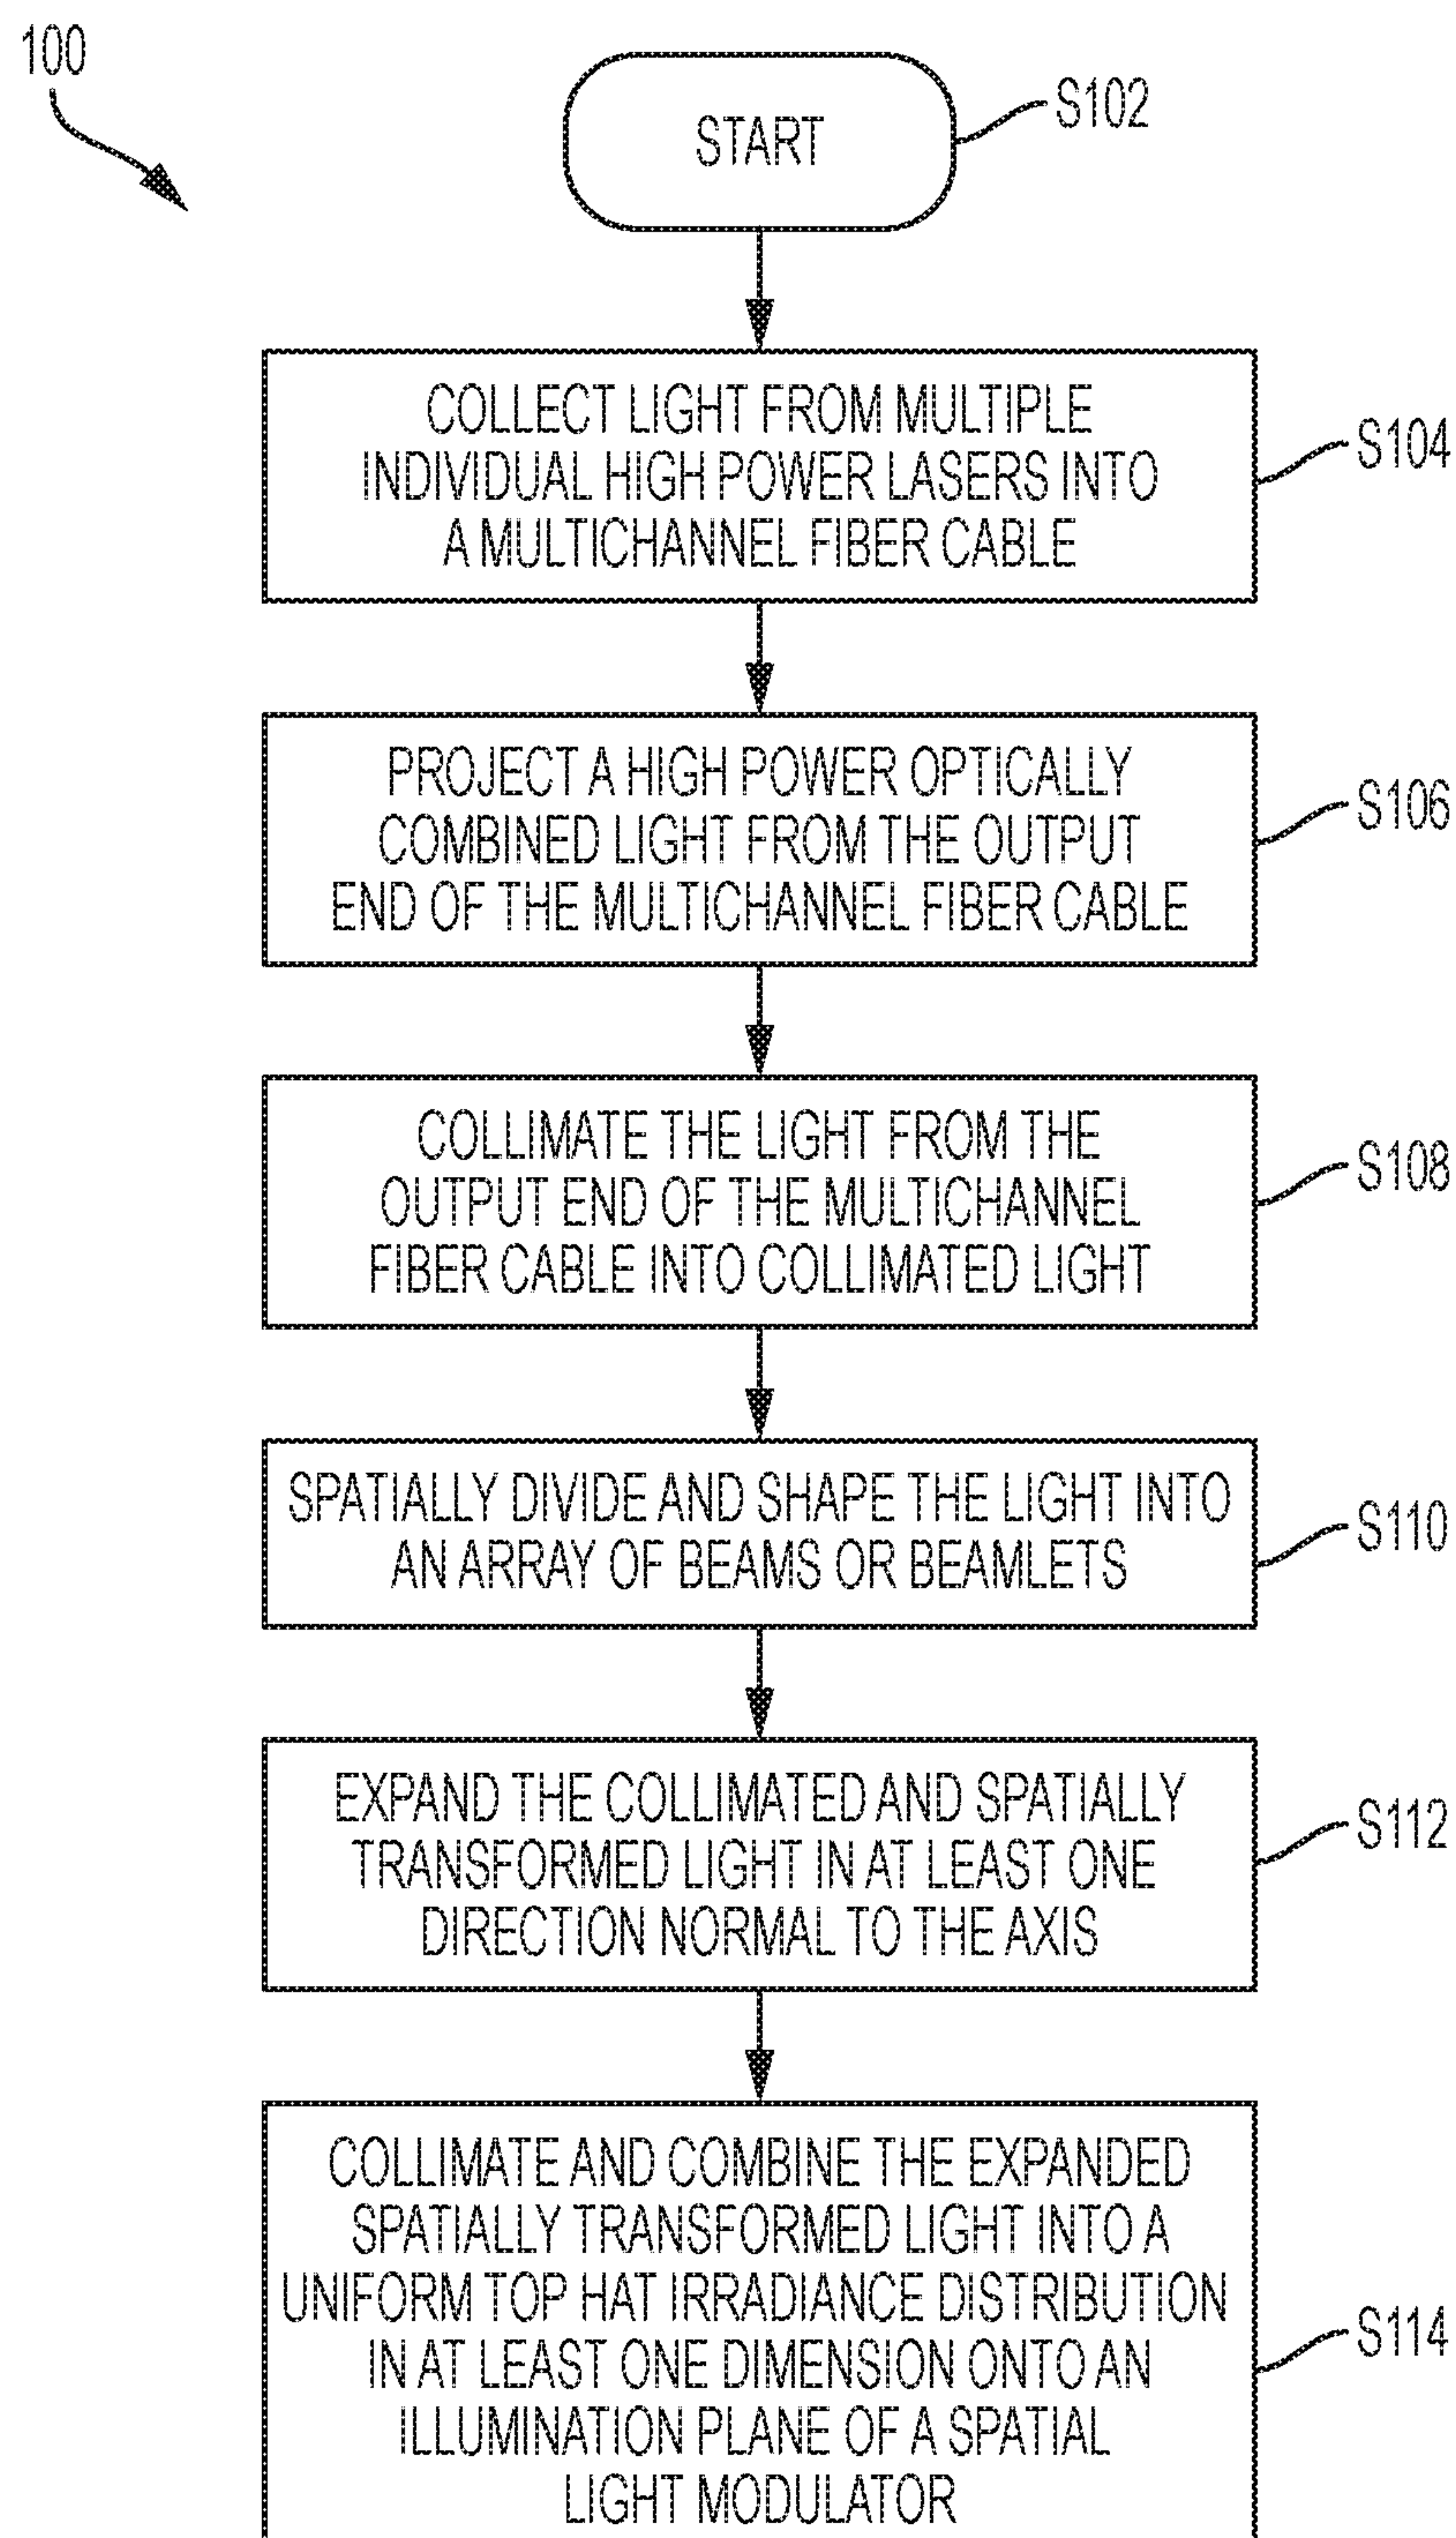 100
START
S102
COLLECT LIGHT FROM MULTIPLE
INDIVIDUAL HIGH POWER LASERS INTO
A MULTICHANNEL FIBER CABLE
S104
PROJECT A HIGH POWER OPTICALLY
COMBINED LIGHT FROM THE OUTPUT
END OF THE MULTICHANNEL FIBER CABLE
S106
COLLIMATE THE LIGHT FROM THE
OUTPUT END OF THE MULTICHANNEL
FIBER CABLE INTO COLLIMATED LIGHT
S108
SPATIALLY DIVIDE AND SHAPE THE LIGHT INTO
AN ARRAY OF BEAMS OR BEAMLETS
S110
EXPAND THE COLLIMATED AND SPATIALLY
TRANSFORMED LIGHT IN AT LEAST ONE
DIRECTION NORMAL TO THE AXIS
S112
COLLIMATE AND COMBINE THE EXPANDED
SPATIALLY TRANSFORMED LIGHT INTO A
UNIFORM TOP HAT IRRADIANCE DISTRIBUTION
IN AT LEAST ONE DIMENSION ONTO AN
ILLUMINATION PLANE OF A SPATIAL
LIGHT MODULATOR
S114